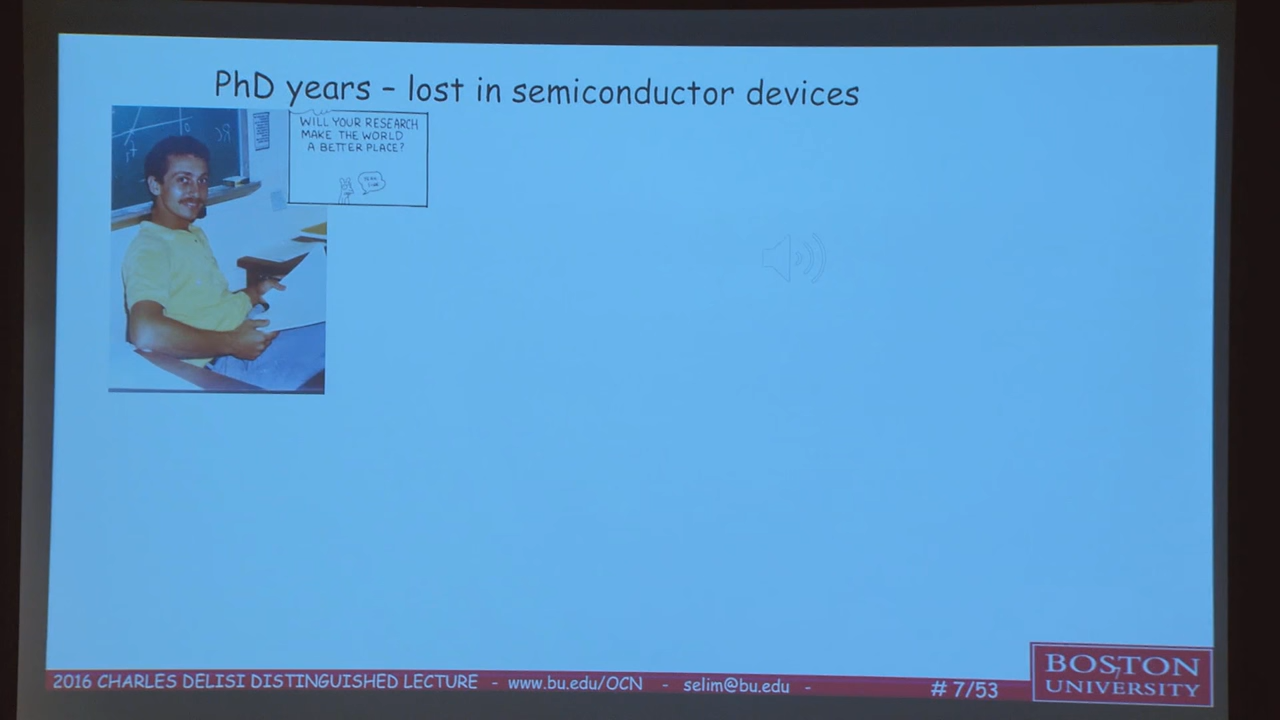 PhD years – lost in semiconductor devices
WILL YOUR RESEARCH
MAKE THE WORLD
A BETTER PLACE?
2016 CHARLES DELISI DISTINGUISHED LECTURE - www.bu.edu/OCN - selim@bu.edu -
# 7/53
BOSTON
UNIVERSITY
7